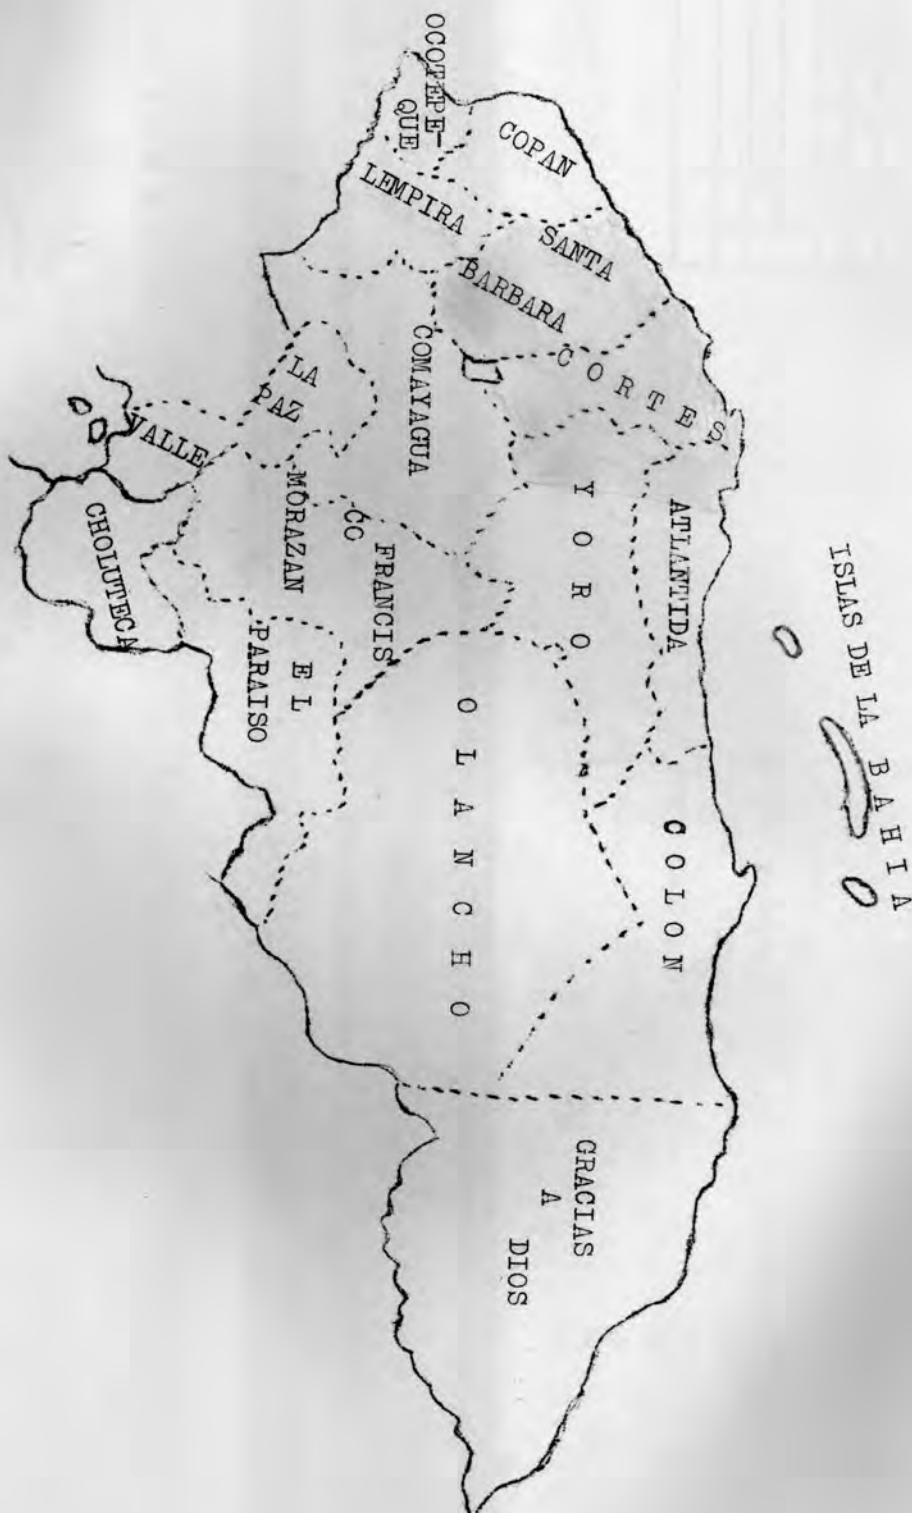 ISLAS DE LA BAHIA
OCOTEPE-
QUE
COPAN
LEMPIRA
SANTA
BARBARA
CORTES
ATLANTIDA
YORO
COLON
COMAYAGUA
LA
PAZ
FRANCIS
CO
MORAZAN
OLANCHO
GRACIAS
A
DIOS
EL
PARAISO
VALLE
CHOLUTECA